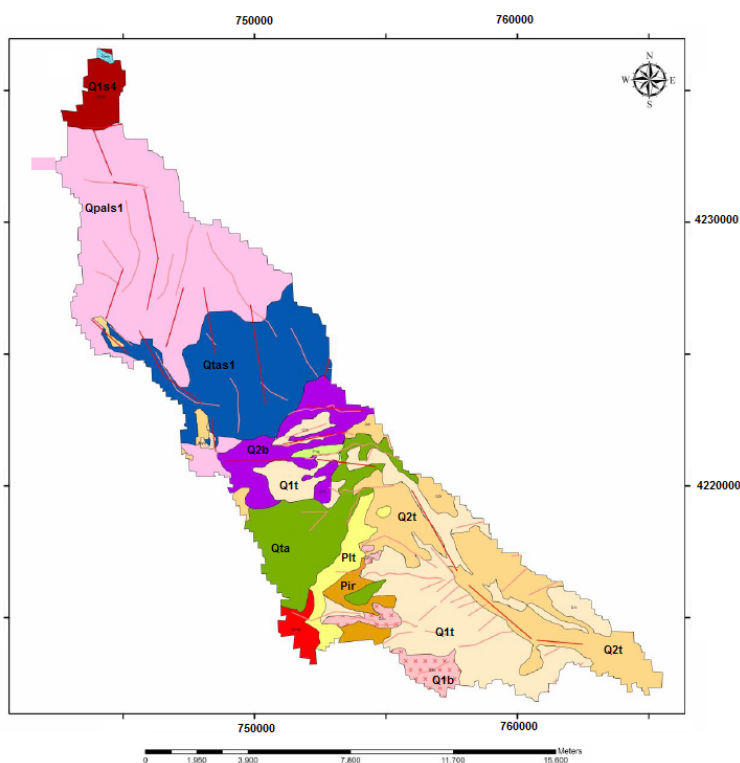 750000 760000
N
W E
S
Q1s4
Qpals1
4230000
Qtas1
Q2b
Q1t
4220000
Q2t
Qta
Plt
Pir
Q1t
Q2t
Q1b
750000 760000
Meters
0 1.950 3.900 7.800 11.700 15.600